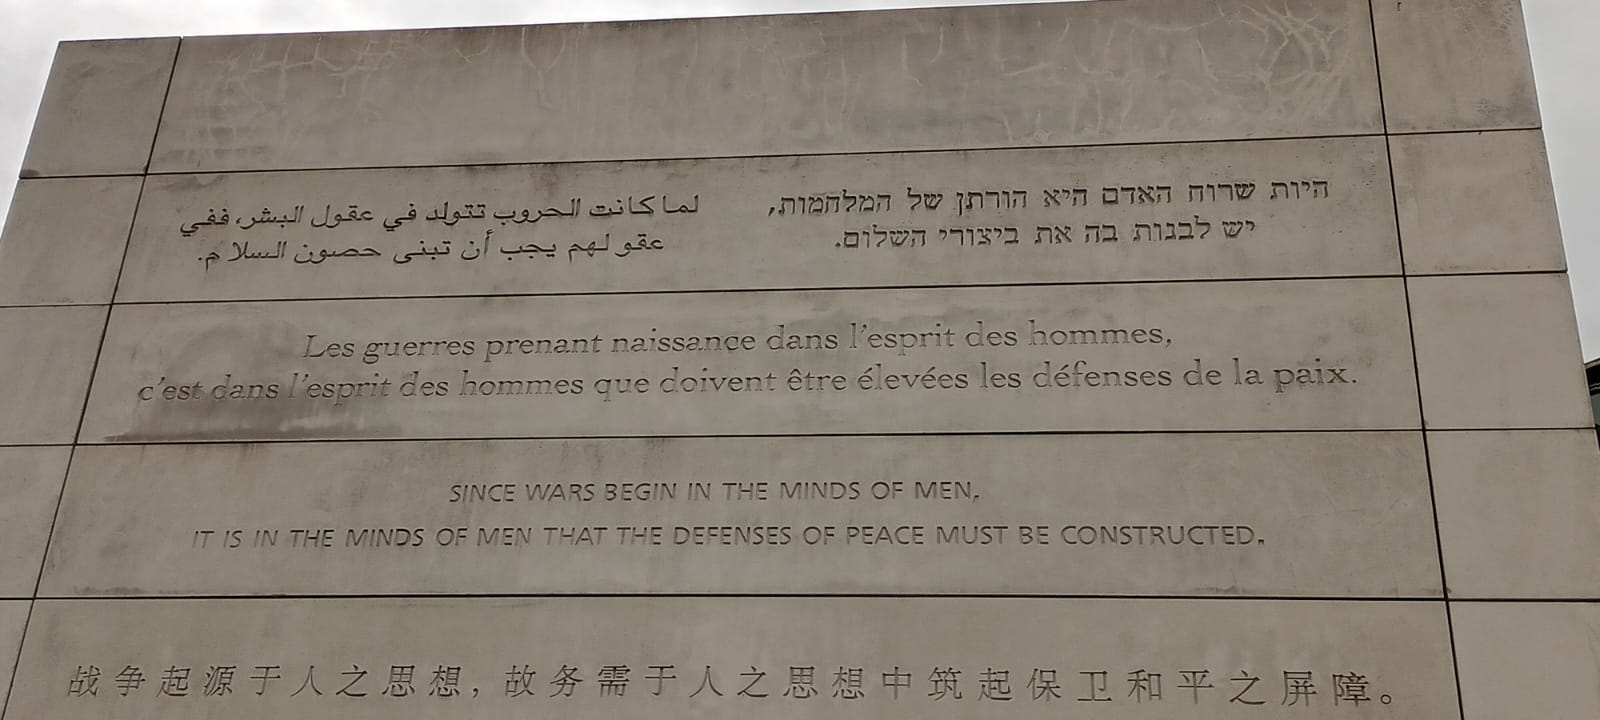 היות שרוח האדם היא הורתן של המלחמות,
יש לבנות בה את ביצורי השלום.
لما كانت الحروب تتولد في عقول البشر، ففي
عقولهم يجب أن تبنى حصون السلام.
Les guerres prenant naissance dans l'esprit des hommes,
c'est dans l'esprit des hommes que doivent être élevées les défenses de la paix.
SINCE WARS BEGIN IN THE MINDS OF MEN,
IT IS IN THE MINDS OF MEN THAT THE DEFENSES OF PEACE MUST BE CONSTRUCTED.
战争起源于人之思想，故务需于人之思想中筑起保卫和平之屏障。